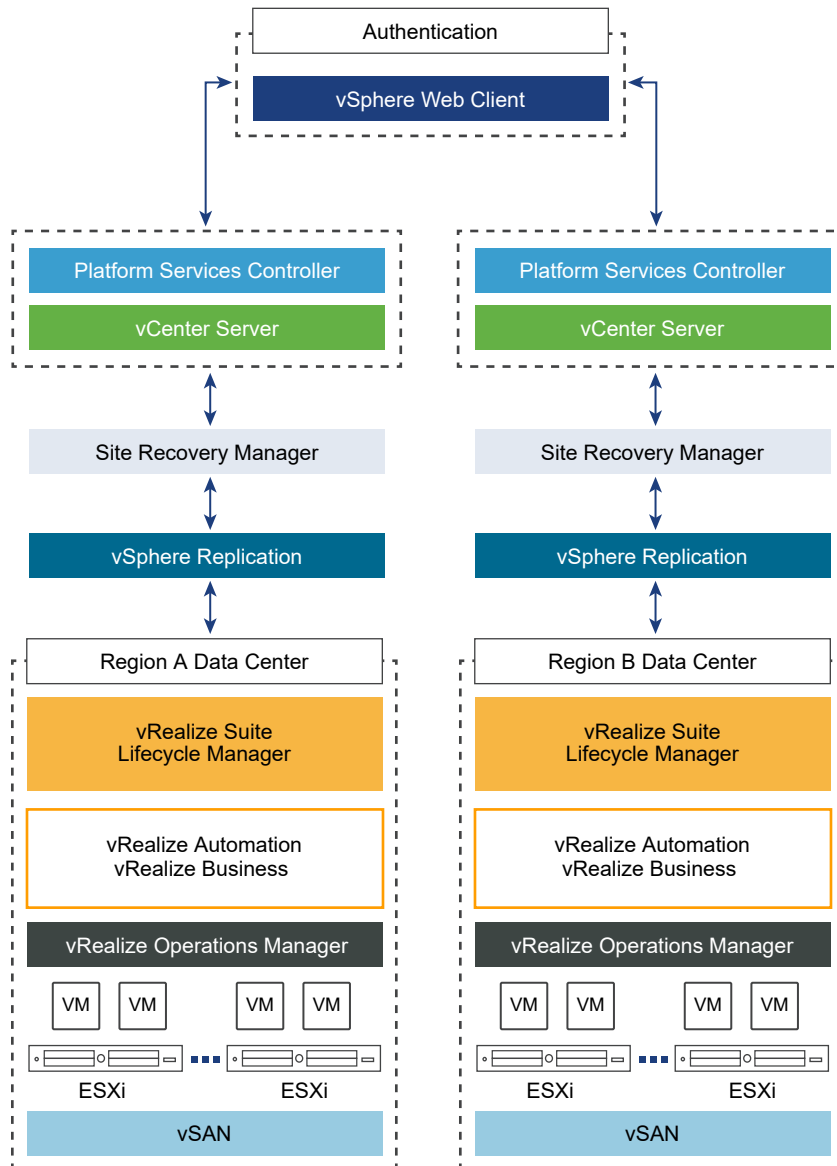 Authentication
vSphere Web Client
Platform Services Controller
vCenter Server
Site Recovery Manager
vSphere Replication
Region A Data Center
vRealize Suite
Lifecycle Manager
vRealize Automation
vRealize Business
vRealize Operations Manager
VM
VM
VM
VM
ESXi
ESXi
vSAN
Platform Services Controller
vCenter Server
Site Recovery Manager
vSphere Replication
Region B Data Center
vRealize Suite
Lifecycle Manager
vRealize Automation
vRealize Business
vRealize Operations Manager
VM
VM
VM
VM
ESXi
ESXi
vSAN